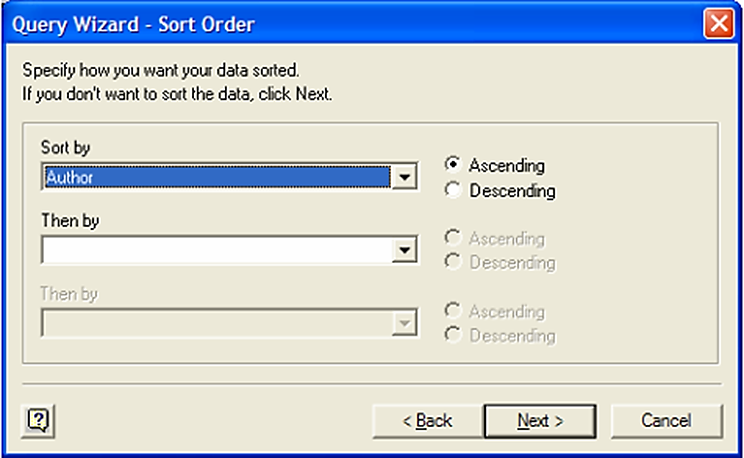 Query Wizard - Sort Order
Specify how you want your data sorted.
If you don't want to sort the data, click Next.
Sort by
Author
Ascending
Descending
Then by
Ascending
Descending
Then by
Ascending
Descending
?
< Back
Next >
Cancel